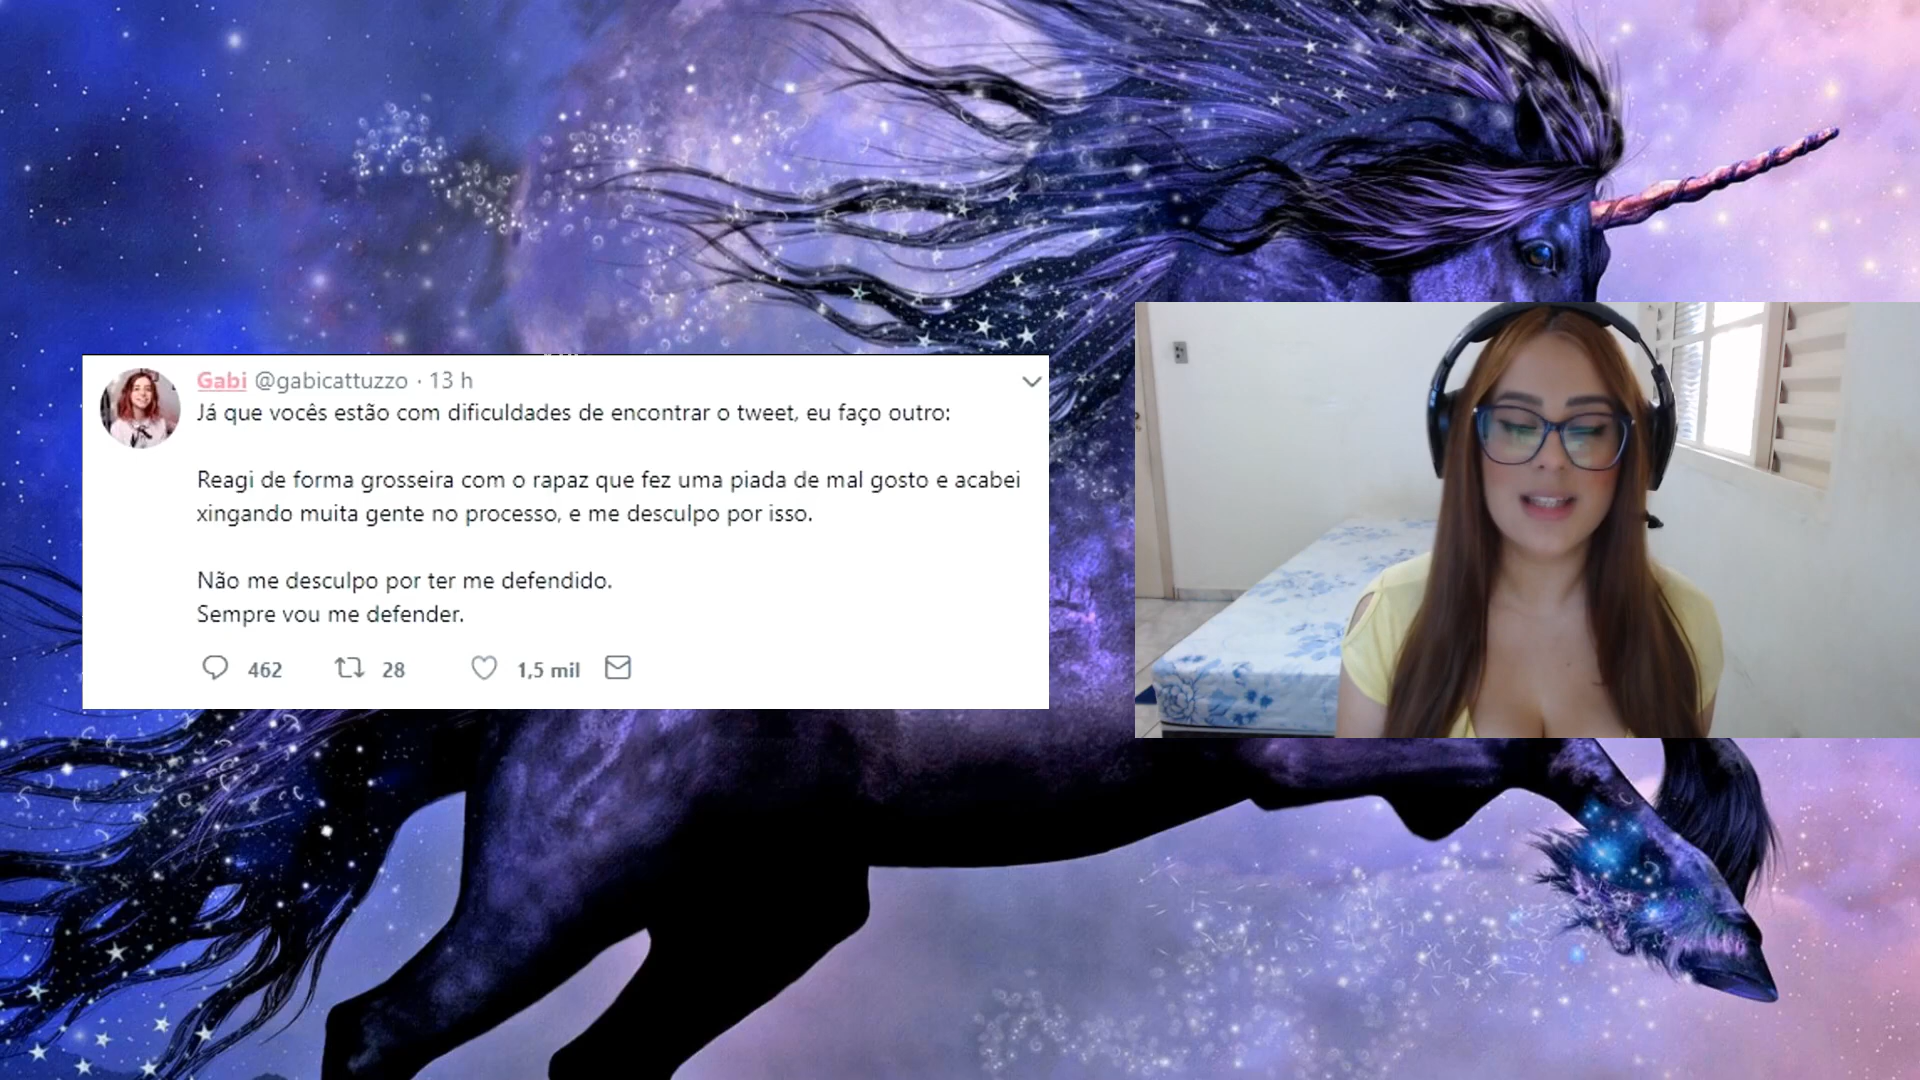 Gabi @gabicattuzzo · 13 h
Já que vocês estão com dificuldades de encontrar o tweet, eu faço outro:
Reagi de forma grosseira com o rapaz que fez uma piada de mal gosto e acabei
xingando muita gente no processo, e me desculpo por isso.
Não me desculpo por ter me defendido.
Sempre vou me defender.
462 28 1,5 mil